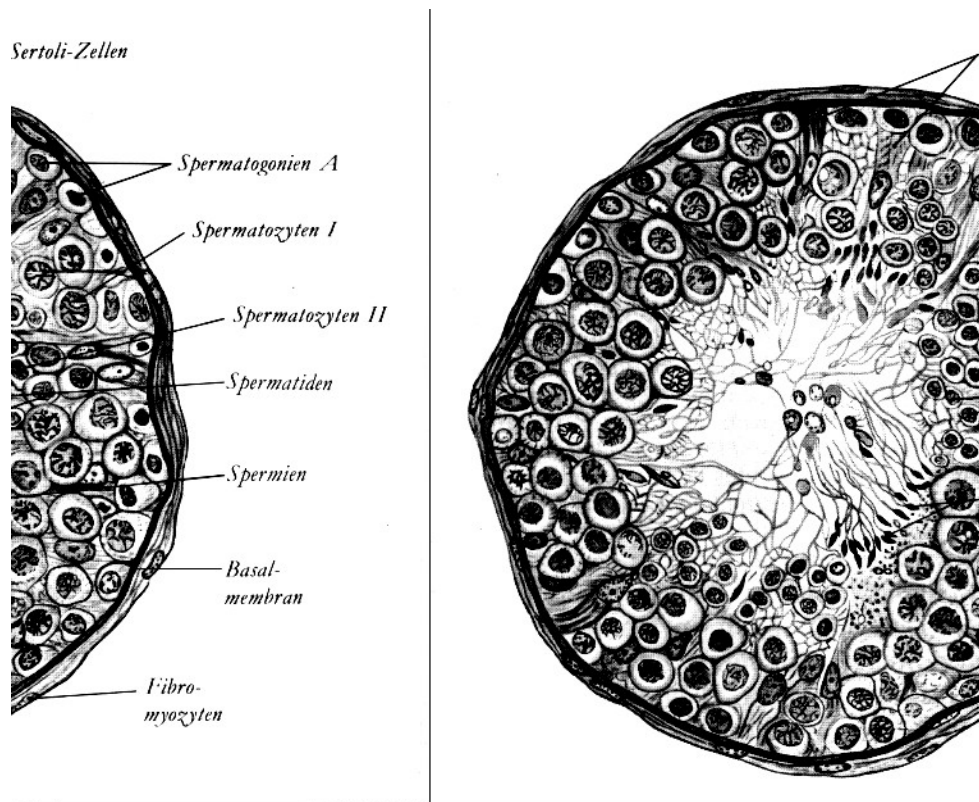 Sertoli-Zellen
Spermatogonien A
Spermatozyten I
Spermatozyten II
Spermatiden
Spermien
Basal-
membran
Fibro-
myozyten